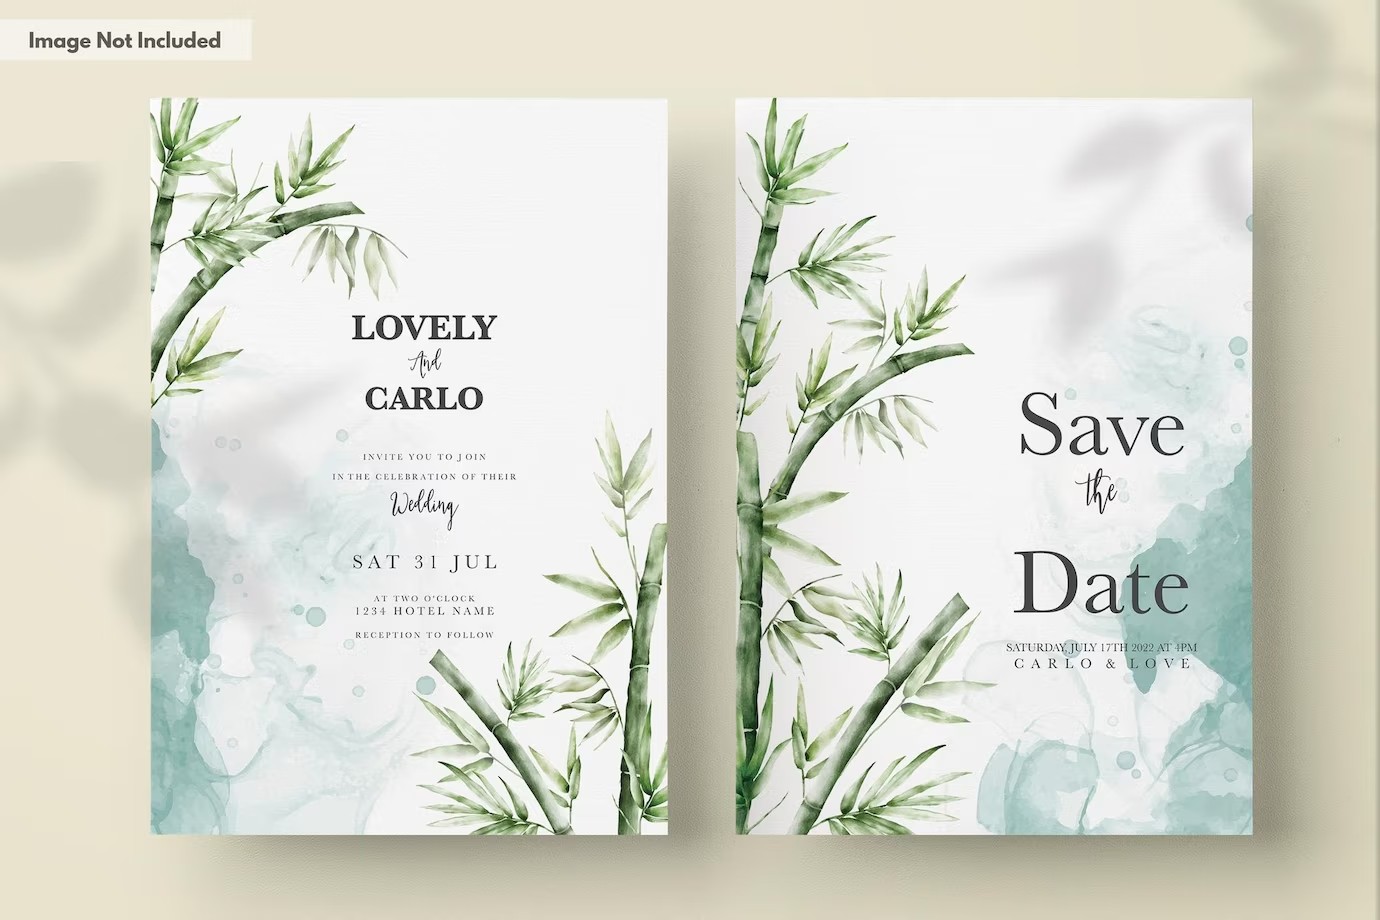 Image Not Included
LOVELY
And
CARLO
INVITE YOU TO JOIN
IN THE CELEBRATION OF THEIR
Wedding
SAT 31 JUL
AT TWO O'CLOCK
1234 HOTEL NAME
RECEPTION TO FOLLOW
Save
the
Date
SATURDAY, JULY 17TH 2022 AT 4PM
CARLO & LOVE